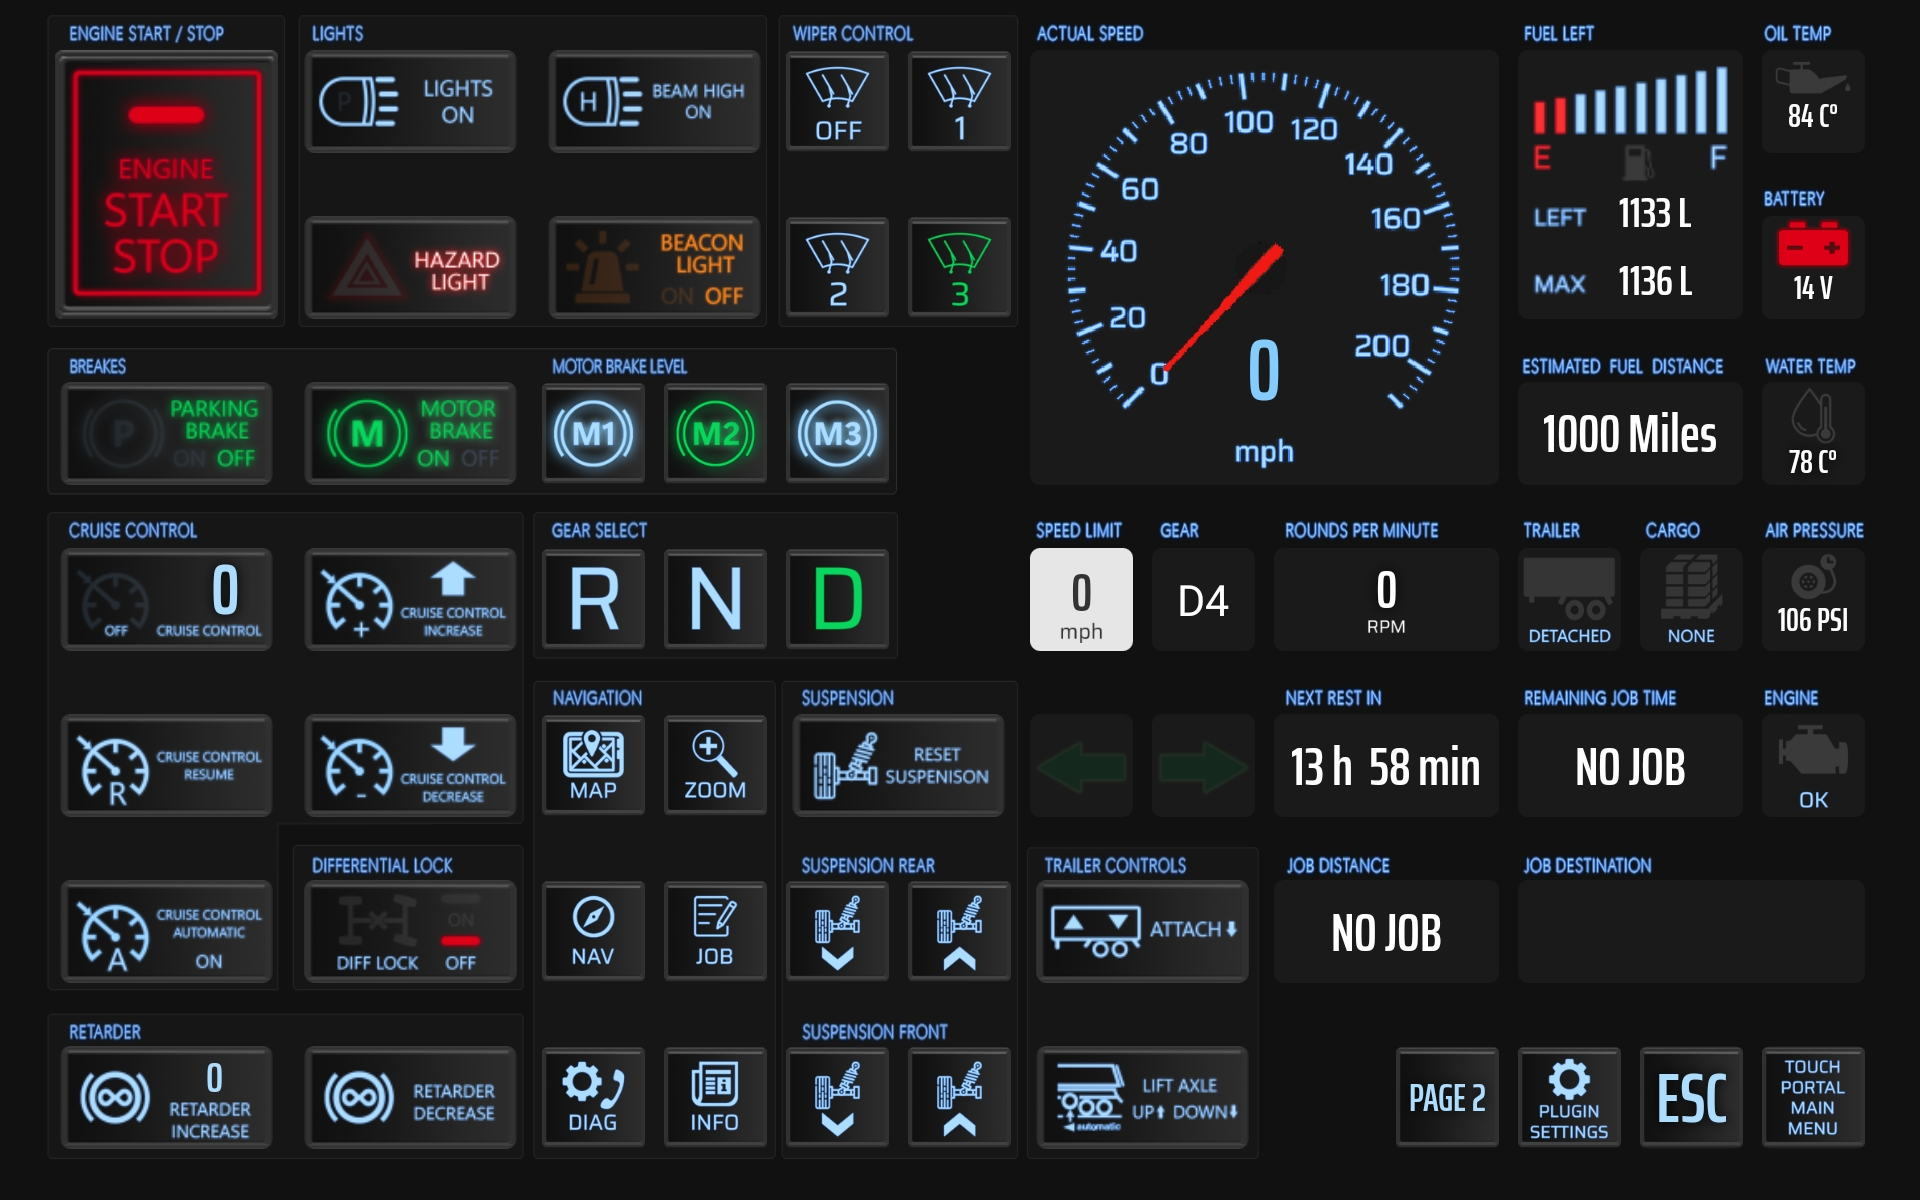 ENGINE START / STOP
ENGINE
START
STOP
LIGHTS
P
LIGHTS
ON
H
BEAM HIGH
ON
HAZARD
LIGHT
BEACON
LIGHT
ON OFF
WIPER CONTROL
OFF
1
2
3
ACTUAL SPEED
0
20
40
60
80
100
120
140
160
180
200
0
mph
FUEL LEFT
E
F
LEFT 1133 L
MAX 1136 L
OIL TEMP
84 C°
BATTERY
14 V
BREAKES
P
PARKING
BRAKE
ON OFF
M
MOTOR
BRAKE
ON OFF
MOTOR BRAKE LEVEL
M1
M2
M3
ESTIMATED FUEL DISTANCE
1000 Miles
WATER TEMP
78 C°
CRUISE CONTROL
0
OFF
CRUISE CONTROL
+
CRUISE CONTROL
INCREASE
R
CRUISE CONTROL
RESUME
-
CRUISE CONTROL
DECREASE
A
CRUISE CONTROL
AUTOMATIC
ON
GEAR SELECT
R
N
D
SPEED LIMIT
0
mph
GEAR
D4
ROUNDS PER MINUTE
0
RPM
TRAILER
DETACHED
CARGO
NONE
AIR PRESSURE
106 PSI
NAVIGATION
MAP
ZOOM
NAV
JOB
DIAG
INFO
SUSPENSION
RESET
SUSPENISON
SUSPENSION REAR
SUSPENSION FRONT
NEXT REST IN
13 h 58 min
REMAINING JOB TIME
NO JOB
ENGINE
OK
DIFFERENTIAL LOCK
ON
DIFF LOCK
OFF
TRAILER CONTROLS
ATTACH
LIFT AXLE
UP DOWN
automatic
JOB DISTANCE
NO JOB
JOB DESTINATION
RETARDER
0
RETARDER
INCREASE
RETARDER
DECREASE
PAGE 2
PLUGIN
SETTINGS
ESC
TOUCH
PORTAL
MAIN
MENU